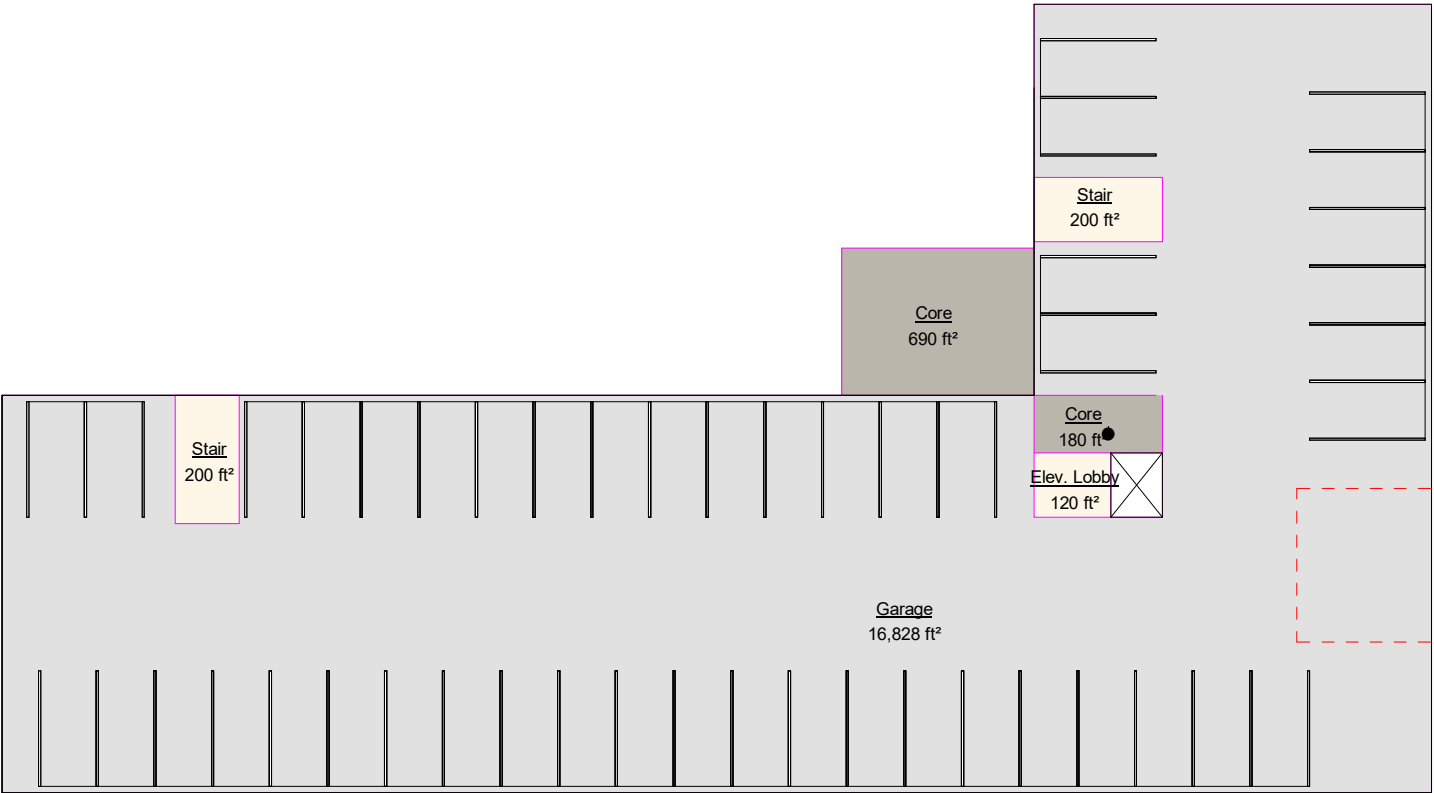 Stair
200 ft²
Core
690 ft²
Core
180 ft²
Stair
200 ft²
Elev. Lobby
120 ft²
Garage
16,828 ft²